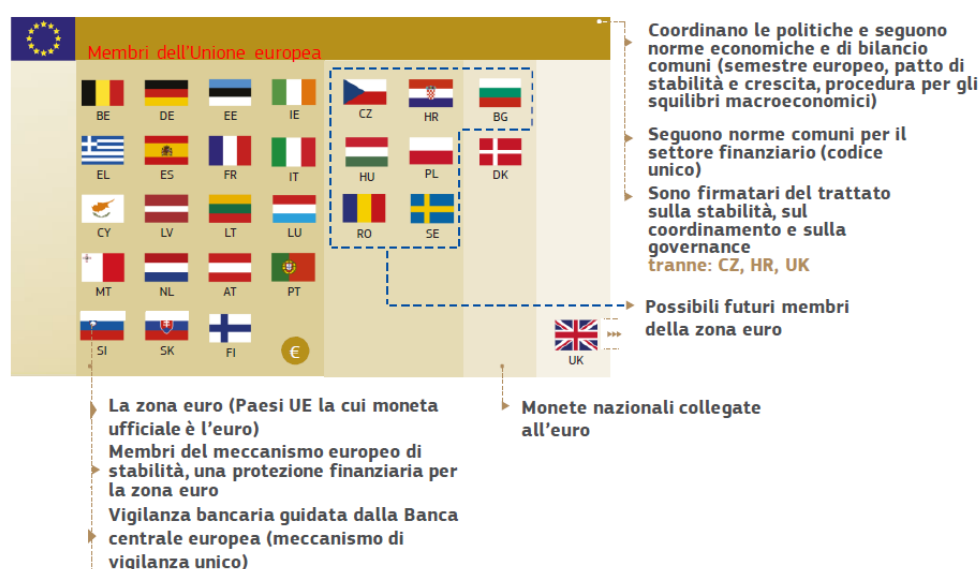 Membri dell'Unione europea
BE DE EE IE CZ HR BG
EL ES FR IT HU PL DK
CY LV LT LU RO SE
MT NL AT PT
SI SK FI €
UK
Coordinano le politiche e seguono
norme economiche e di bilancio
comuni (semestre europeo, patto di
stabilità e crescita, procedura per gli
squilibri macroeconomici)
Seguono norme comuni per il
settore finanziario (codice
unico)
Sono firmatari del trattato
sulla stabilità, sul
coordinamento e sulla
governance
tranne: CZ, HR, UK
Possibili futuri membri
della zona euro
La zona euro (Paesi UE la cui moneta
ufficiale è l'euro)
Membri del meccanismo europeo di
stabilità, una protezione finanziaria per
la zona euro
Vigilanza bancaria guidata dalla Banca
centrale europea (meccanismo di
vigilanza unico)
Monete nazionali collegate
all'euro